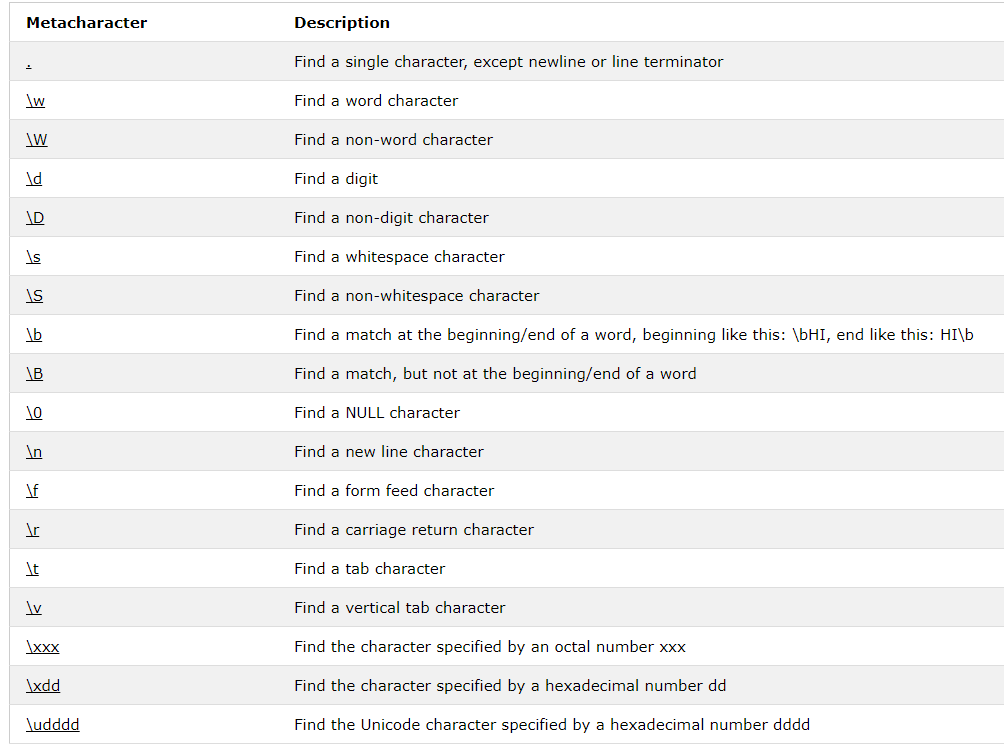 Metacharacter Description
. Find a single character, except newline or line terminator
\w Find a word character
\W Find a non-word character
\d Find a digit
\D Find a non-digit character
\s Find a whitespace character
\S Find a non-whitespace character
\b Find a match at the beginning/end of a word, beginning like this: \bHI, end like this: HI\b
\B Find a match, but not at the beginning/end of a word
\0 Find a NULL character
\n Find a new line character
\f Find a form feed character
\r Find a carriage return character
\t Find a tab character
\v Find a vertical tab character
\xxx Find the character specified by an octal number xxx
\xdd Find the character specified by a hexadecimal number dd
\udddd Find the Unicode character specified by a hexadecimal number dddd